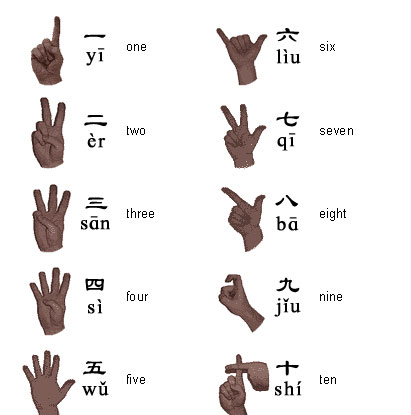 一
yī
one
二
èr
two
三
sān
three
四
sì
four
五
wǔ
five
六
lìu
six
七
qī
seven
八
bā
eight
九
jǐu
nine
十
shí
ten